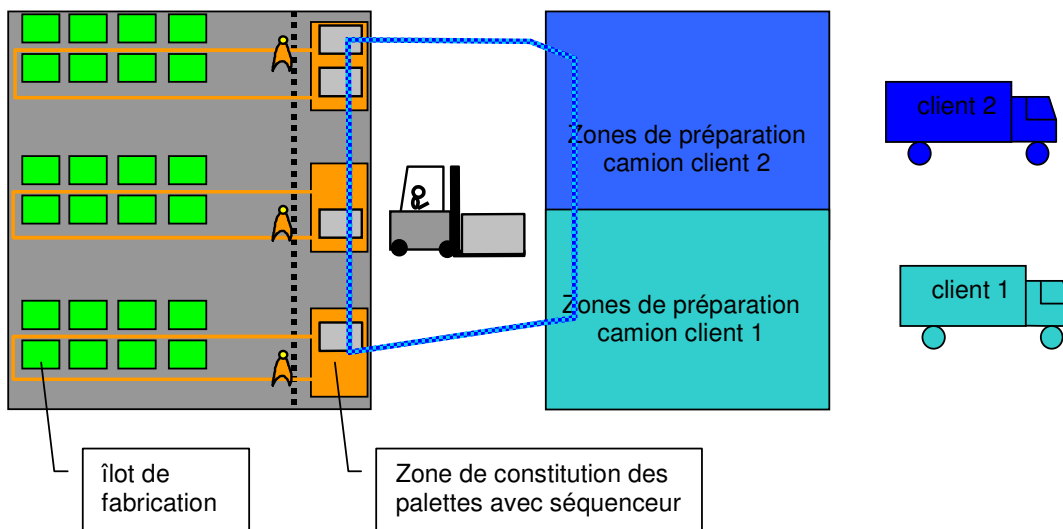 client 2
Zones de préparation
camion client 2
client 1
Zones de préparation
camion client 1
îlot de
fabrication
Zone de constitution des
palettes avec séquenceur